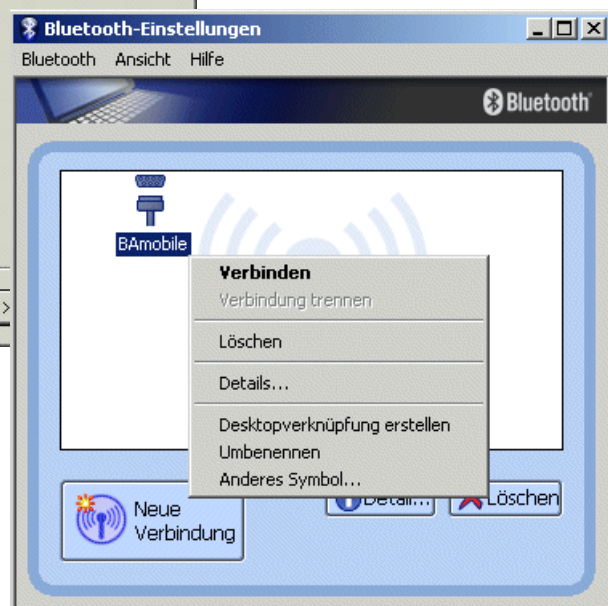 Bluetooth-Einstellungen
Bluetooth Ansicht Hilfe
Bluetooth
BAmobile
Verbinden
Verbindung trennen
Löschen
Details...
Desktopverknüpfung erstellen
Umbenennen
Anderes Symbol...
Neue
Verbindung
Detail...
Löschen